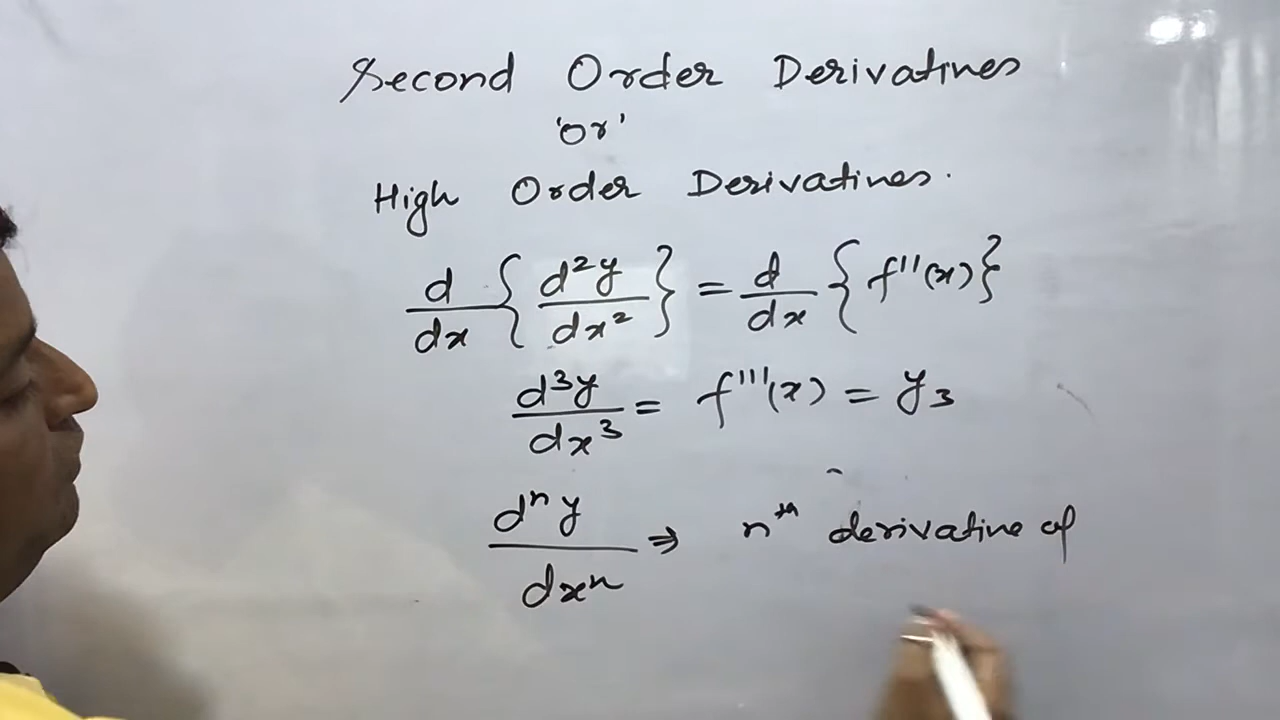 Second Order Derivatives
'or'
High Order Derivatives.
d/dx { d²y/dx² } = d/dx { f''(x) }
d³y/dx³ = f'''(x) = y₃
dⁿy/dxⁿ ⇒ nᵗʰ derivative of